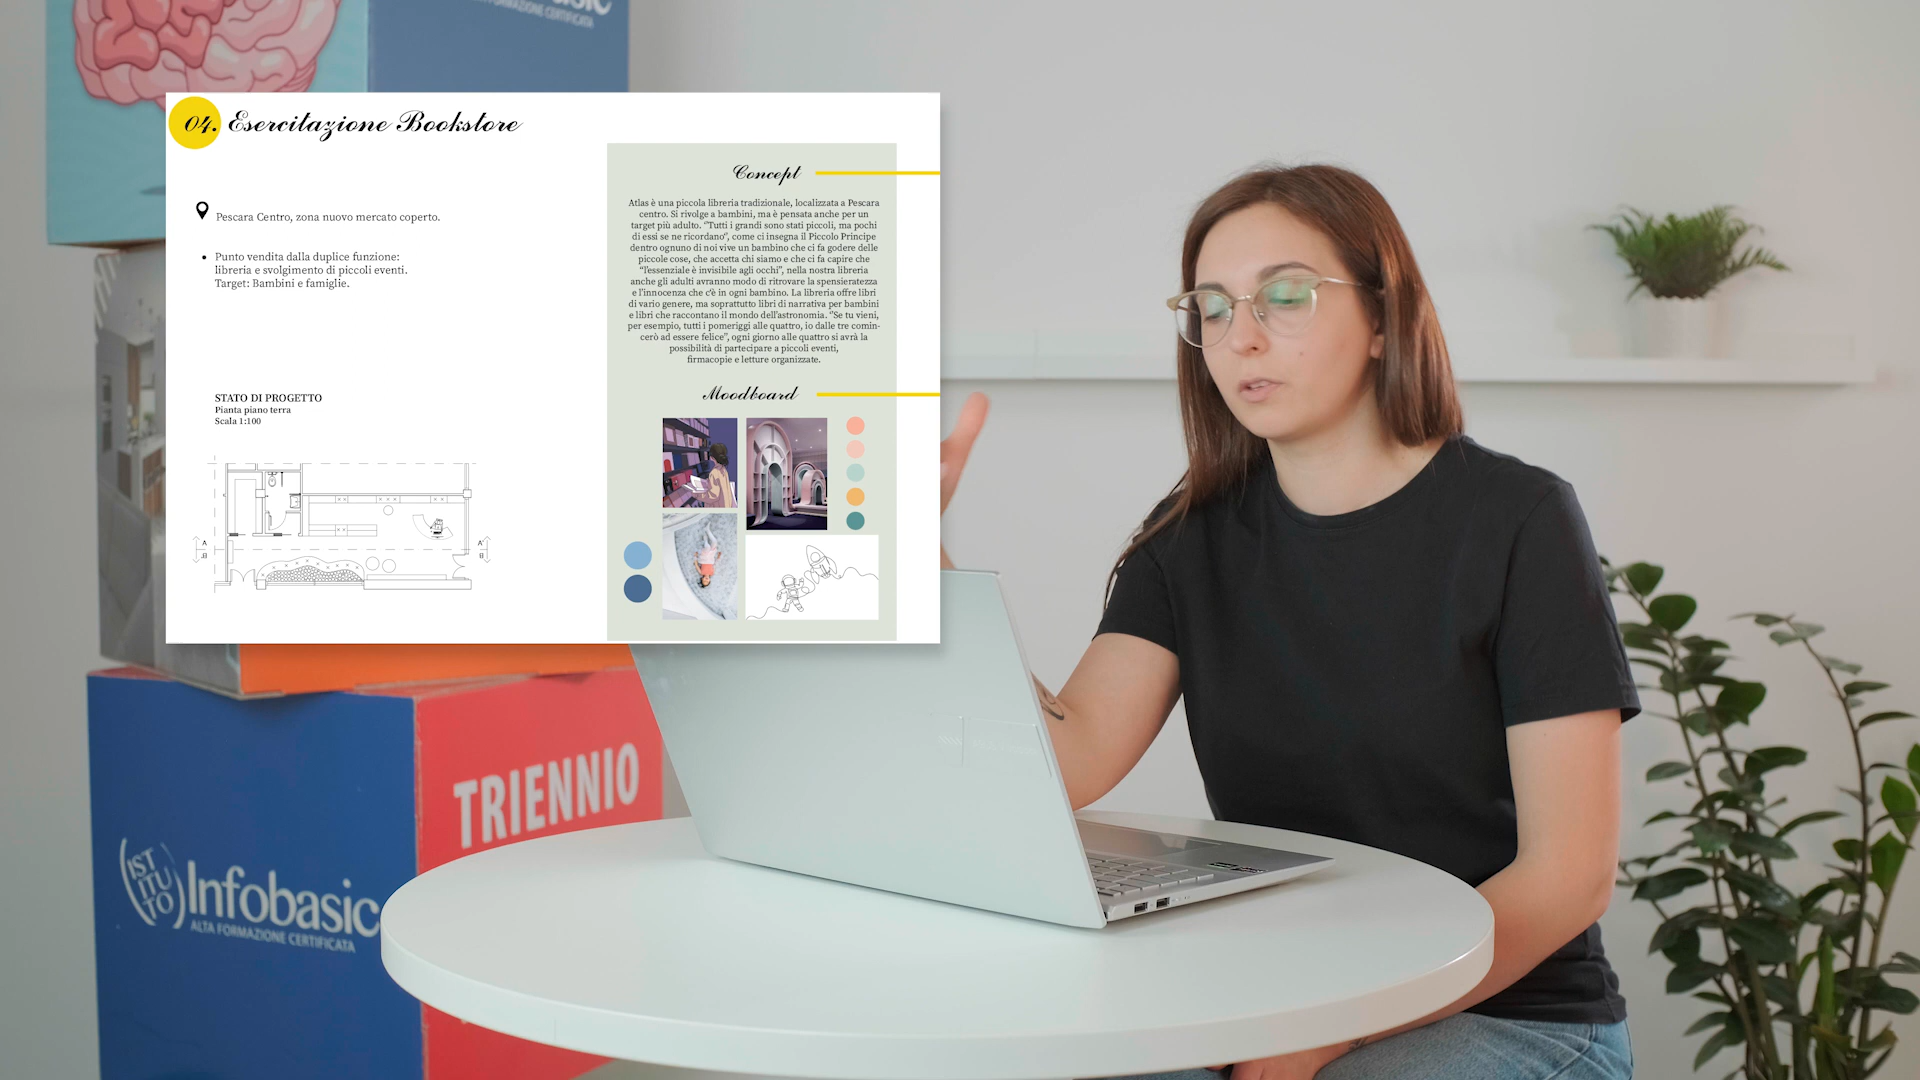 FORMAZIONE CERTIFICATA
04. Esercitazione Bookstore
Pescara Centro, zona nuovo mercato coperto.
• Punto vendita dalla duplice funzione:
libreria e svolgimento di piccoli eventi.
Target: Bambini e famiglie.
STATO DI PROGETTO
Pianta piano terra
Scala 1:100
A
B
A'
B'
Concept
Atlas è una piccola libreria tradizionale, localizzata a Pescara
centro. Si rivolge a bambini, ma è pensata anche per un
target più adulto. "Tutti i grandi sono stati piccoli, ma pochi
di essi se ne ricordano", come ci insegna il Piccolo Principe
dentro ognuno di noi vive un bambino che ci fa godere delle
piccole cose, che accetta chi siamo e che ci fa capire che
"l'essenziale è invisibile agli occhi", nella nostra libreria
anche gli adulti avranno modo di ritrovare la spensieratezza
e l'innocenza che c'è in ogni bambino. La libreria offre libri
di vario genere, ma soprattutto libri di narrativa per bambini
e libri che raccontano il mondo dell'astronomia. "Se tu vieni,
per esempio, tutti i pomeriggi alle quattro, io dalle tre comin-
cerò ad essere felice", ogni giorno alle quattro si avrà la
possibilità di partecipare a piccoli eventi,
firmacopie e letture organizzate.
Moodboard
TRIENNIO
ISTITUTO
Infobasic
ALTA FORMAZIONE CERTIFICATA